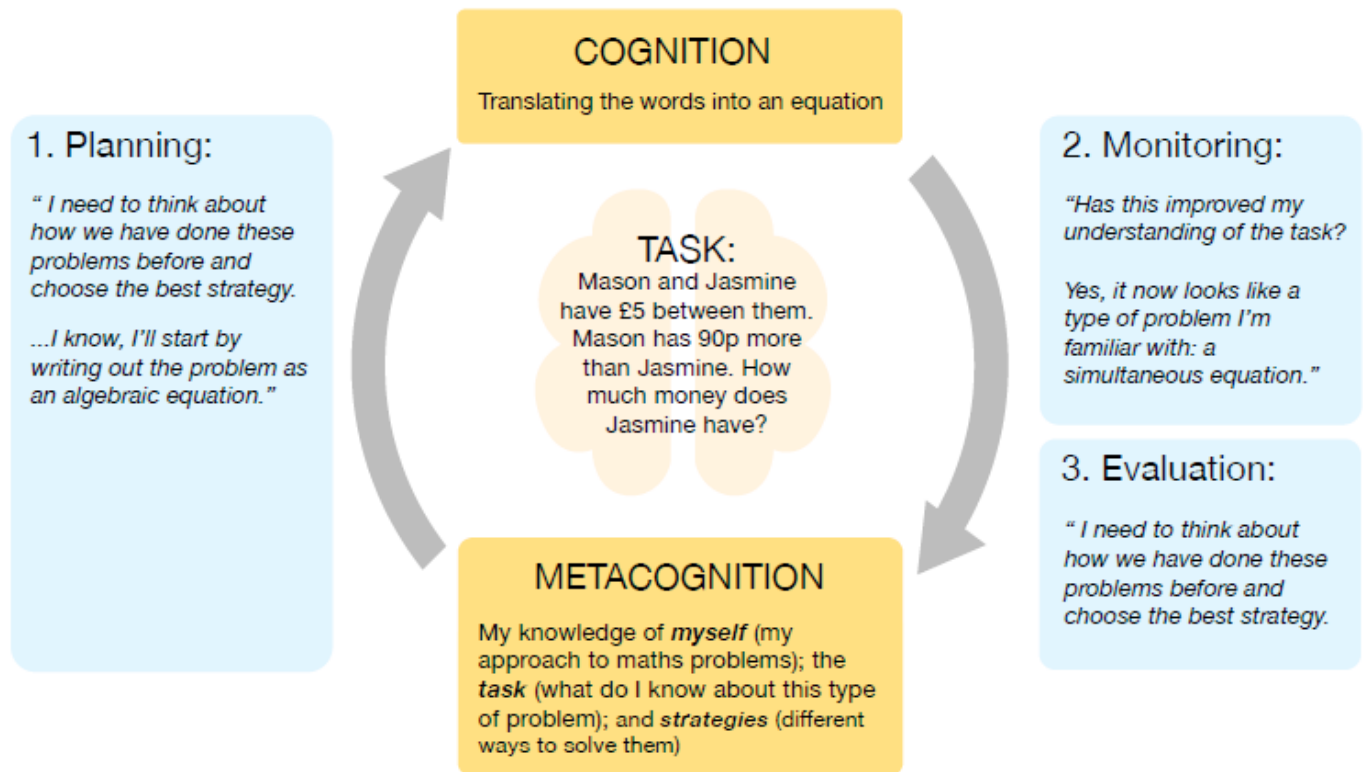 COGNITION
Translating the words into an equation
1. Planning:
“ I need to think about
how we have done these
problems before and
choose the best strategy.
...I know, I’ll start by
writing out the problem as
an algebraic equation.”
TASK:
Mason and Jasmine
have £5 between them.
Mason has 90p more
than Jasmine. How
much money does
Jasmine have?
2. Monitoring:
“Has this improved my
understanding of the task?
Yes, it now looks like a
type of problem I’m
familiar with: a
simultaneous equation.”
3. Evaluation:
“ I need to think about
how we have done these
problems before and
choose the best strategy.
METACOGNITION
My knowledge of myself (my
approach to maths problems); the
task (what do I know about this type
of problem); and strategies (different
ways to solve them)